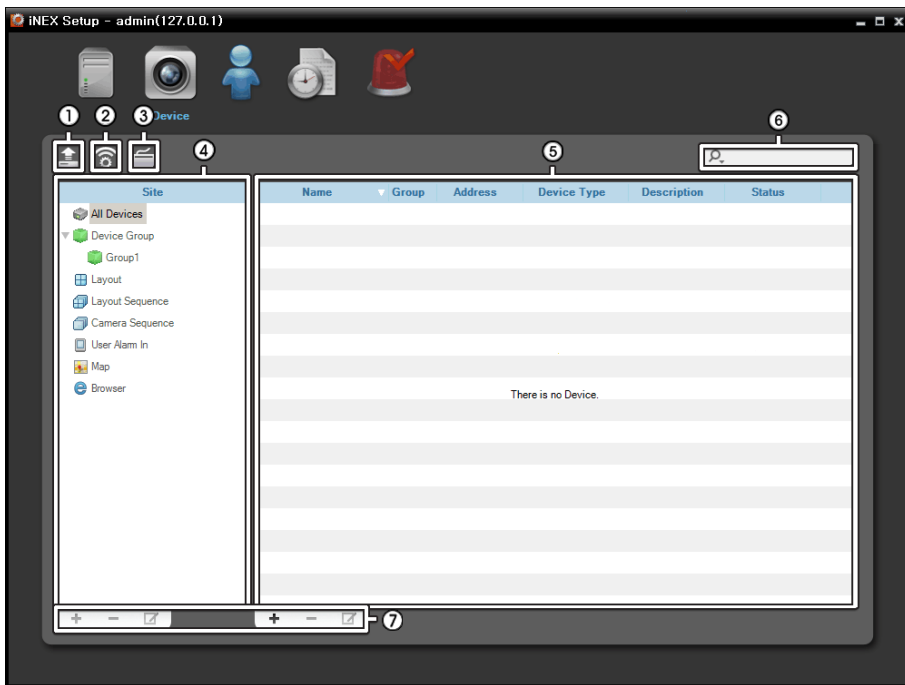 iNEX Setup - admin(127.0.0.1)
Device
① ② ③ ④ ⑤ ⑥
Site
Name Group Address Device Type Description Status
All Devices
Device Group
Group1
Layout
Layout Sequence
Camera Sequence
User Alarm In
Map
Browser
There is no Device.
⑦